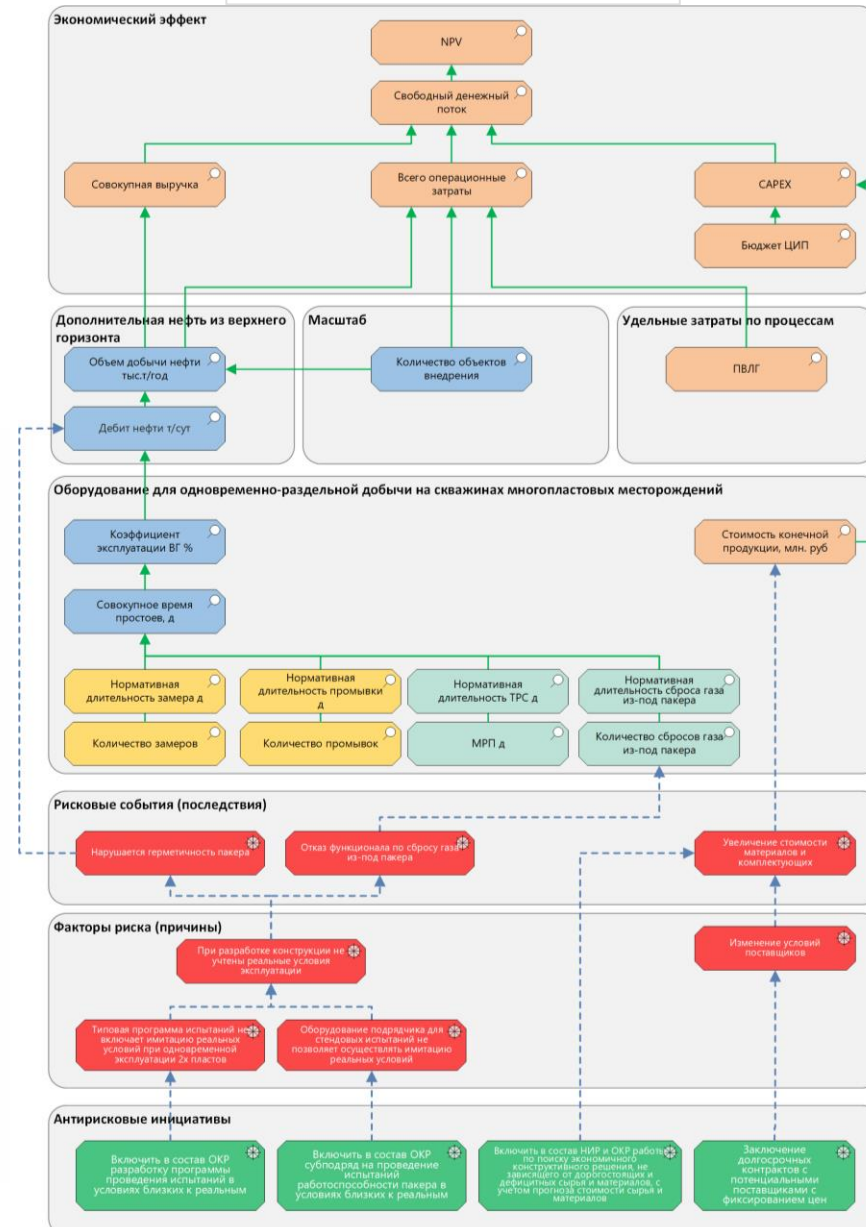 Экономический эффект
NPV
Свободный денежный
поток
Совокупная выручка
Всего операционные
затраты
CAPEX
Бюджет ЦИП
Дополнительная нефть из верхнего
горизонта
Масштаб
Удельные затраты по процессам
Объем добычи нефти
тыс.т/год
Количество объектов
внедрения
ПВЛГ
Дебит нефти т/сут
Оборудование для одновременно-раздельной добычи на скважинах многопластовых месторождений
Коэффициент
эксплуатации ВГ %
Стоимость конечной
продукции, млн. руб
Совокупное время
простоев, д
Нормативная
длительность замера д
Нормативная
длительность промывки
д
Нормативная
длительность ТРС д
Нормативная
длительность сброса газа
из-под пакера
Количество замеров
Количество промывок
МРП д
Количество сбросов газа
из-под пакера
Рисковые события (последствия)
Нарушается герметичность пакера
Отказ функционала по сбросу газа
из-под пакера
Увеличение стоимости
материалов и
комплектующих
Факторы риска (причины)
При разработке конструкции не
учтены реальные условия
эксплуатации
Изменение условий
поставщиков
Типовая программа испытаний не
включает имитацию реальных
условий при одновременной
эксплуатации 2х пластов
Оборудование подрядчика для
стендовых испытаний не
позволяет осуществлять имитацию
реальных условий
Антирисковые инициативы
Включить в состав ОКР
разработку программы
проведения испытаний в
условиях близких к реальным
Включить в состав ОКР
субподряд на проведение
испытаний
работоспособности пакера в
условиях близких к реальным
Включить в состав НИР и ОКР работы
по поиску экономичного
конструктивного решения, не
зависящего от дорогостоящих и
дефицитных сырья и материалов, с
учетом прогноза стоимости сырья и
материалов
Заключение
долгосрочных
контрактов с
потенциальными
поставщиками с
фиксированием цен